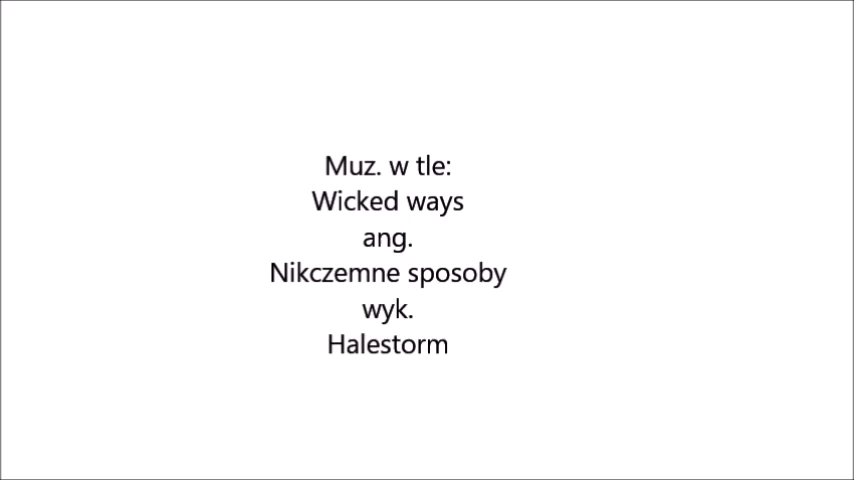 Muz. w tle:
Wicked ways
ang.
Nikczemne sposoby
wyk.
Halestorm